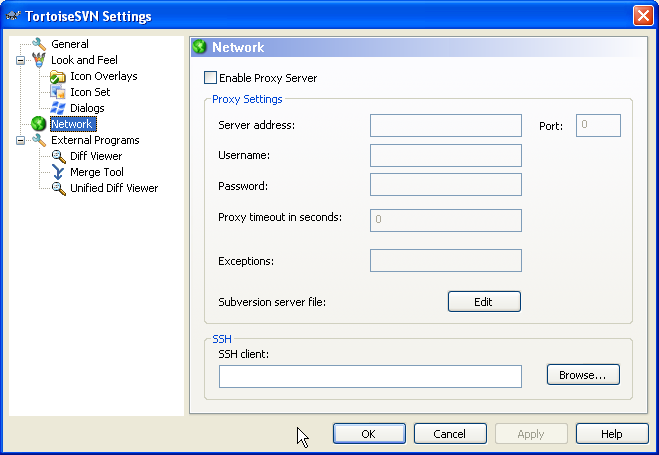 TortoiseSVN Settings
General
Look and Feel
Icon Overlays
Icon Set
Dialogs
Network
External Programs
Diff Viewer
Merge Tool
Unified Diff Viewer
Network
Enable Proxy Server
Proxy Settings
Server address:
Port: 0
Username:
Password:
Proxy timeout in seconds: 0
Exceptions:
Subversion server file: Edit
SSH
SSH client:
Browse...
OK Cancel Apply Help